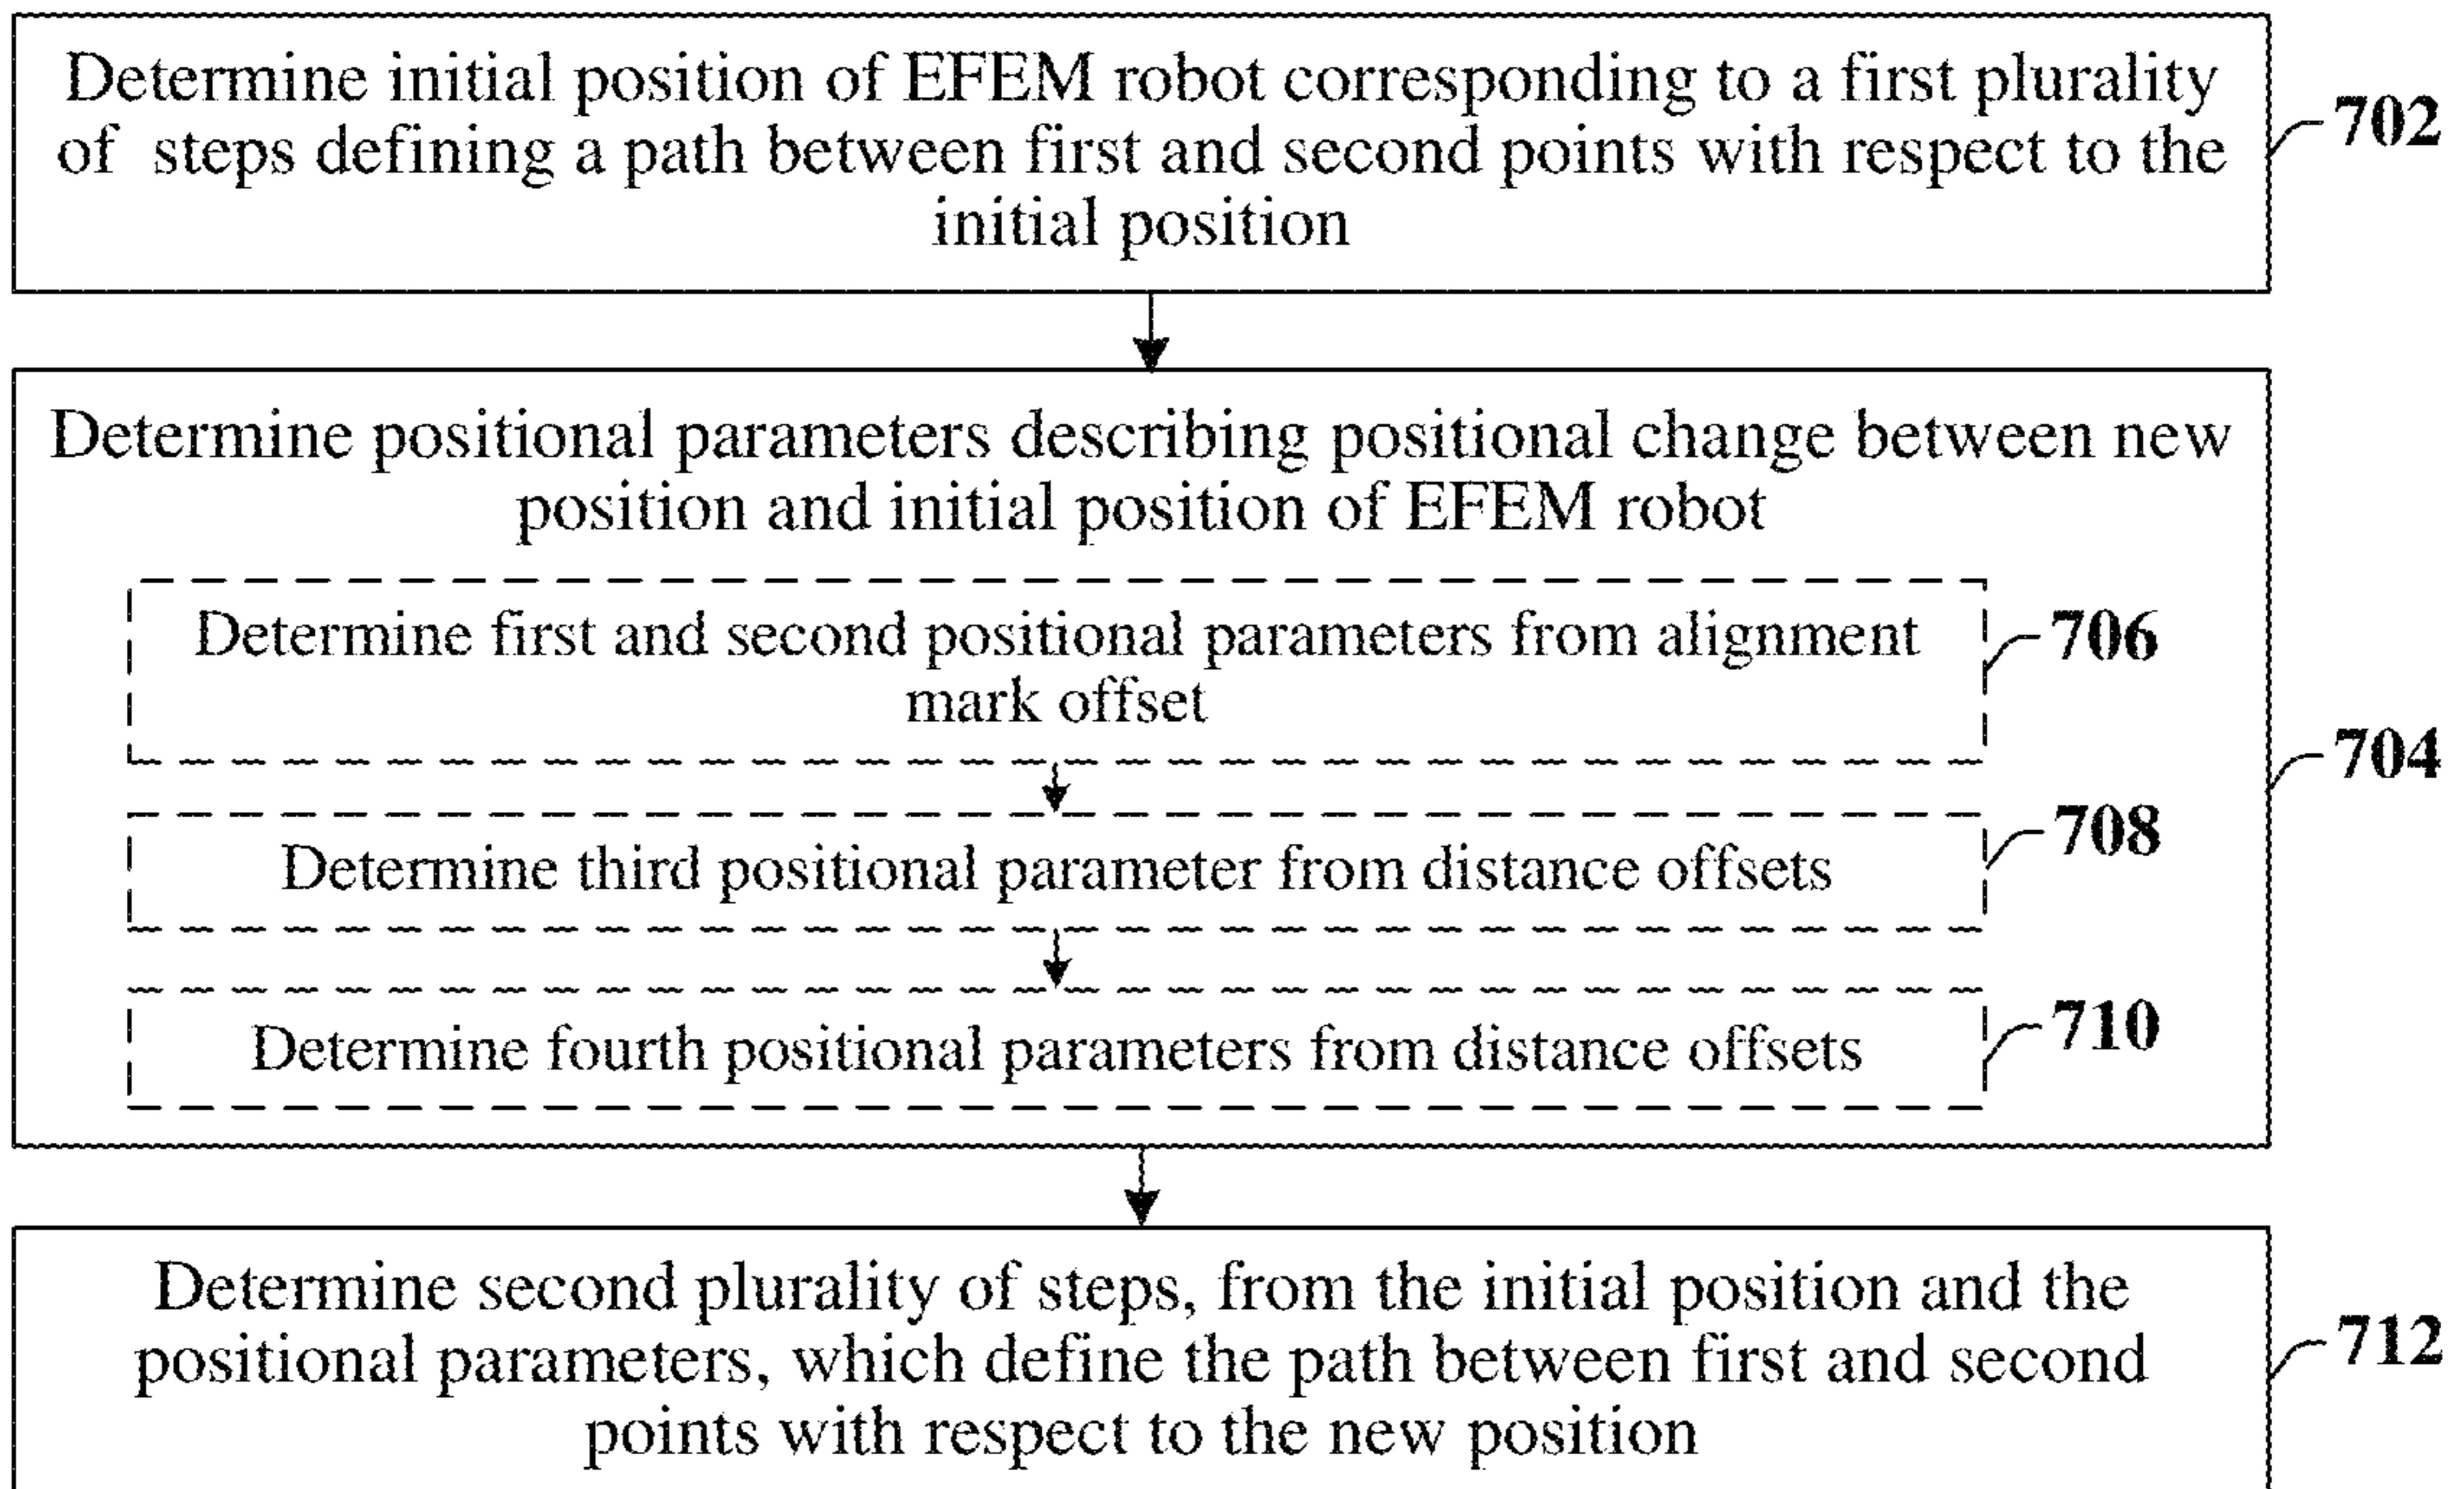 Determine initial position of EFEM robot corresponding to a first plurality
of steps defining a path between first and second points with respect to the
initial position
702
Determine positional parameters describing positional change between new
position and initial position of EFEM robot
Determine first and second positional parameters from alignment
mark offset
706
704
Determine third positional parameter from distance offsets
708
Determine fourth positional parameters from distance offsets
710
Determine second plurality of steps, from the initial position and the
positional parameters, which define the path between first and second
points with respect to the new position
712